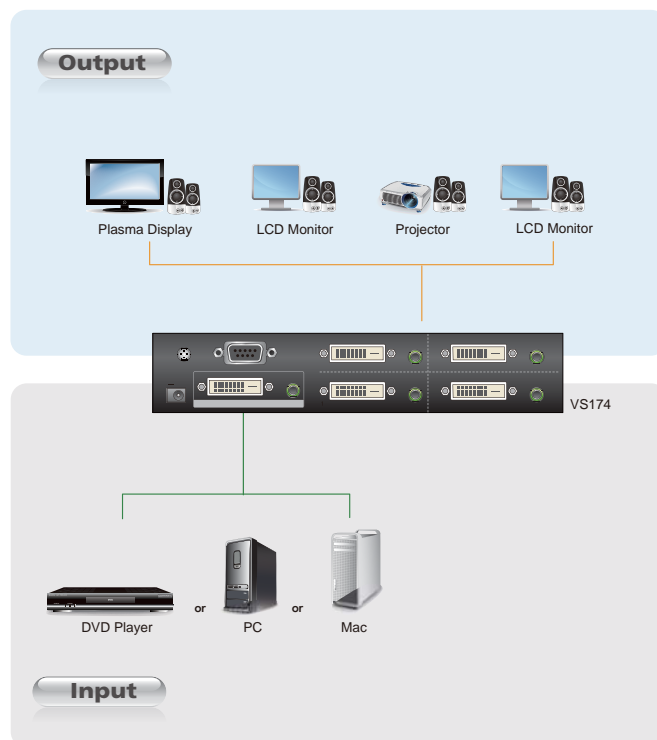 Output
Plasma Display
LCD Monitor
Projector
LCD Monitor
VS174
or
or
DVD Player
PC
Mac
Input